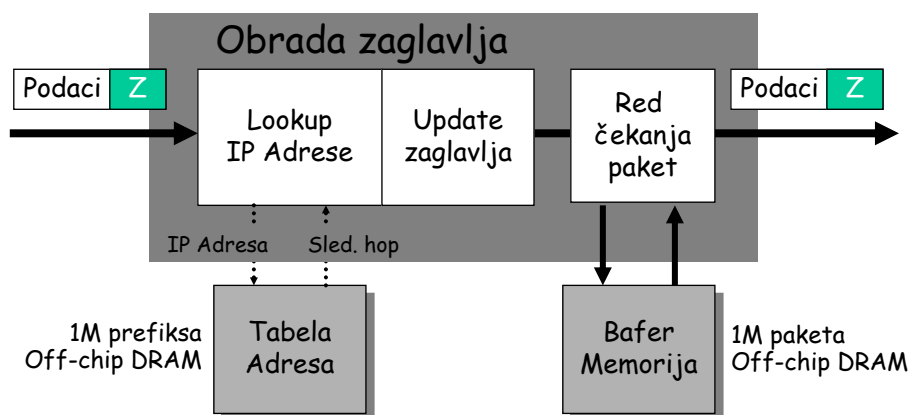 Obrada zaglavlja
Podaci Z
Lookup
IP Adrese
Update
zaglavlja
Red
čekanja
paket
Podaci Z
IP Adresa
Sled. hop
1M prefiksa
Off-chip DRAM
Tabela
Adresa
Bafer
Memorija
1M paketa
Off-chip DRAM